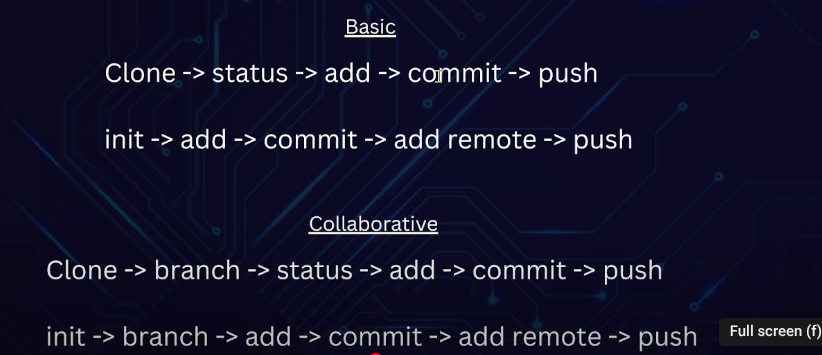 Basic
Clone -> status -> add -> commit -> push
init -> add -> commit -> add remote -> push
Collaborative
Clone -> branch -> status -> add -> commit -> push
init -> branch -> add -> commit -> add remote -> push
Full screen (f)